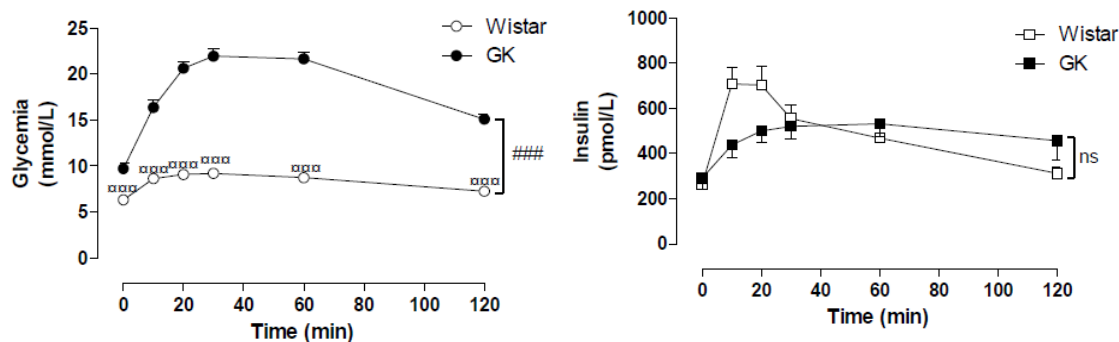 25
20
15
10
5
0
Glycemia
(mmol/L)
Wistar
GK
¤¤¤
¤¤¤
¤¤¤
¤¤¤
¤¤¤
¤¤¤
###
0 20 40 60 80 100 120
Time (min)
1000
800
600
400
200
0
Insulin
(pmol/L)
Wistar
GK
ns
0 20 40 60 80 100 120
Time (min)